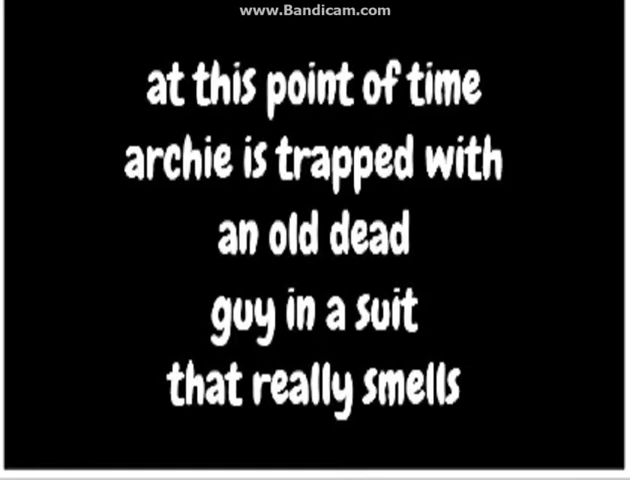 www.Bandicam.com
at this point of time
archie is trapped with
an old dead
guy in a suit
that really smells